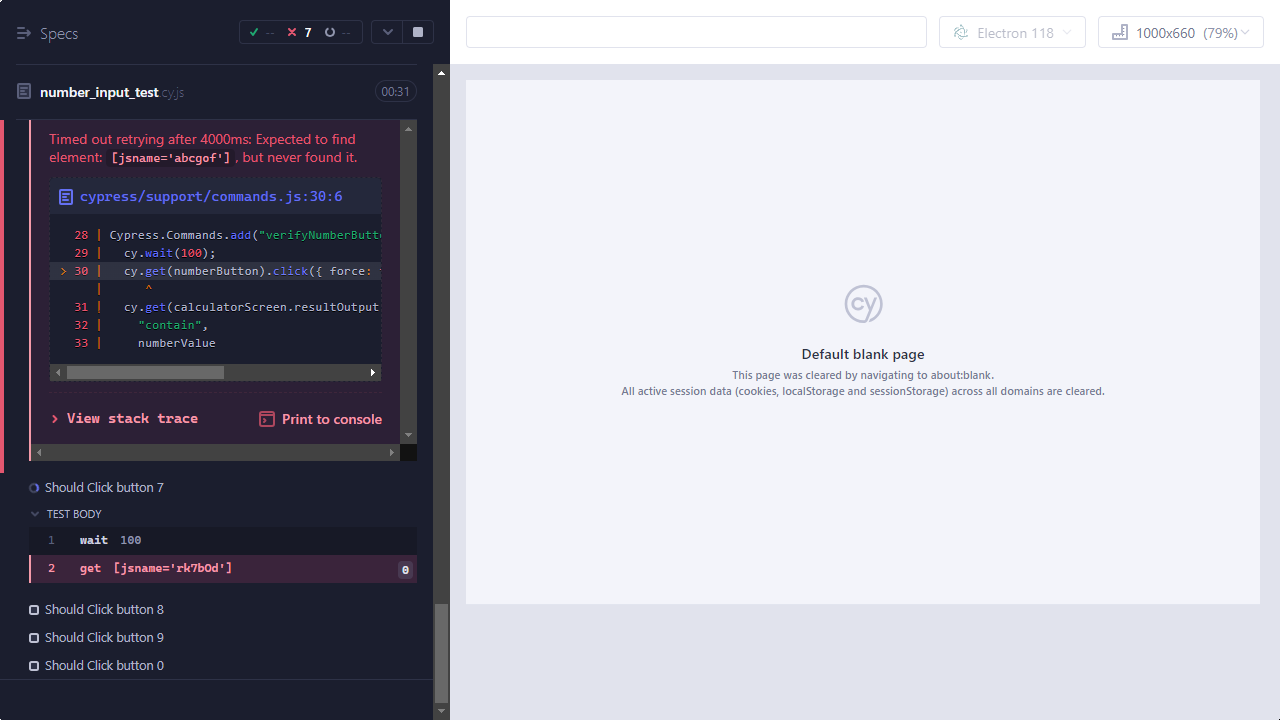 Specs
-- 7 --
Electron 118
1000x660 (79%)
number_input_test.cy.js
00:31
Timed out retrying after 4000ms: Expected to find
element: [jsname='abcgof'], but never found it.
cypress/support/commands.js:30:6
28 | Cypress.Commands.add("verifyNumberButt
29 | cy.wait(100);
> 30 | cy.get(numberButton).click({ force:
| ^
31 | cy.get(calculatorScreen.resultOutput
32 | "contain",
33 | numberValue
View stack trace
Print to console
Should Click button 7
TEST BODY
1 wait 100
2 get [jsname='rk7bOd'] 0
Should Click button 8
Should Click button 9
Should Click button 0
cy
Default blank page
This page was cleared by navigating to about:blank.
All active session data (cookies, localStorage and sessionStorage) across all domains are cleared.